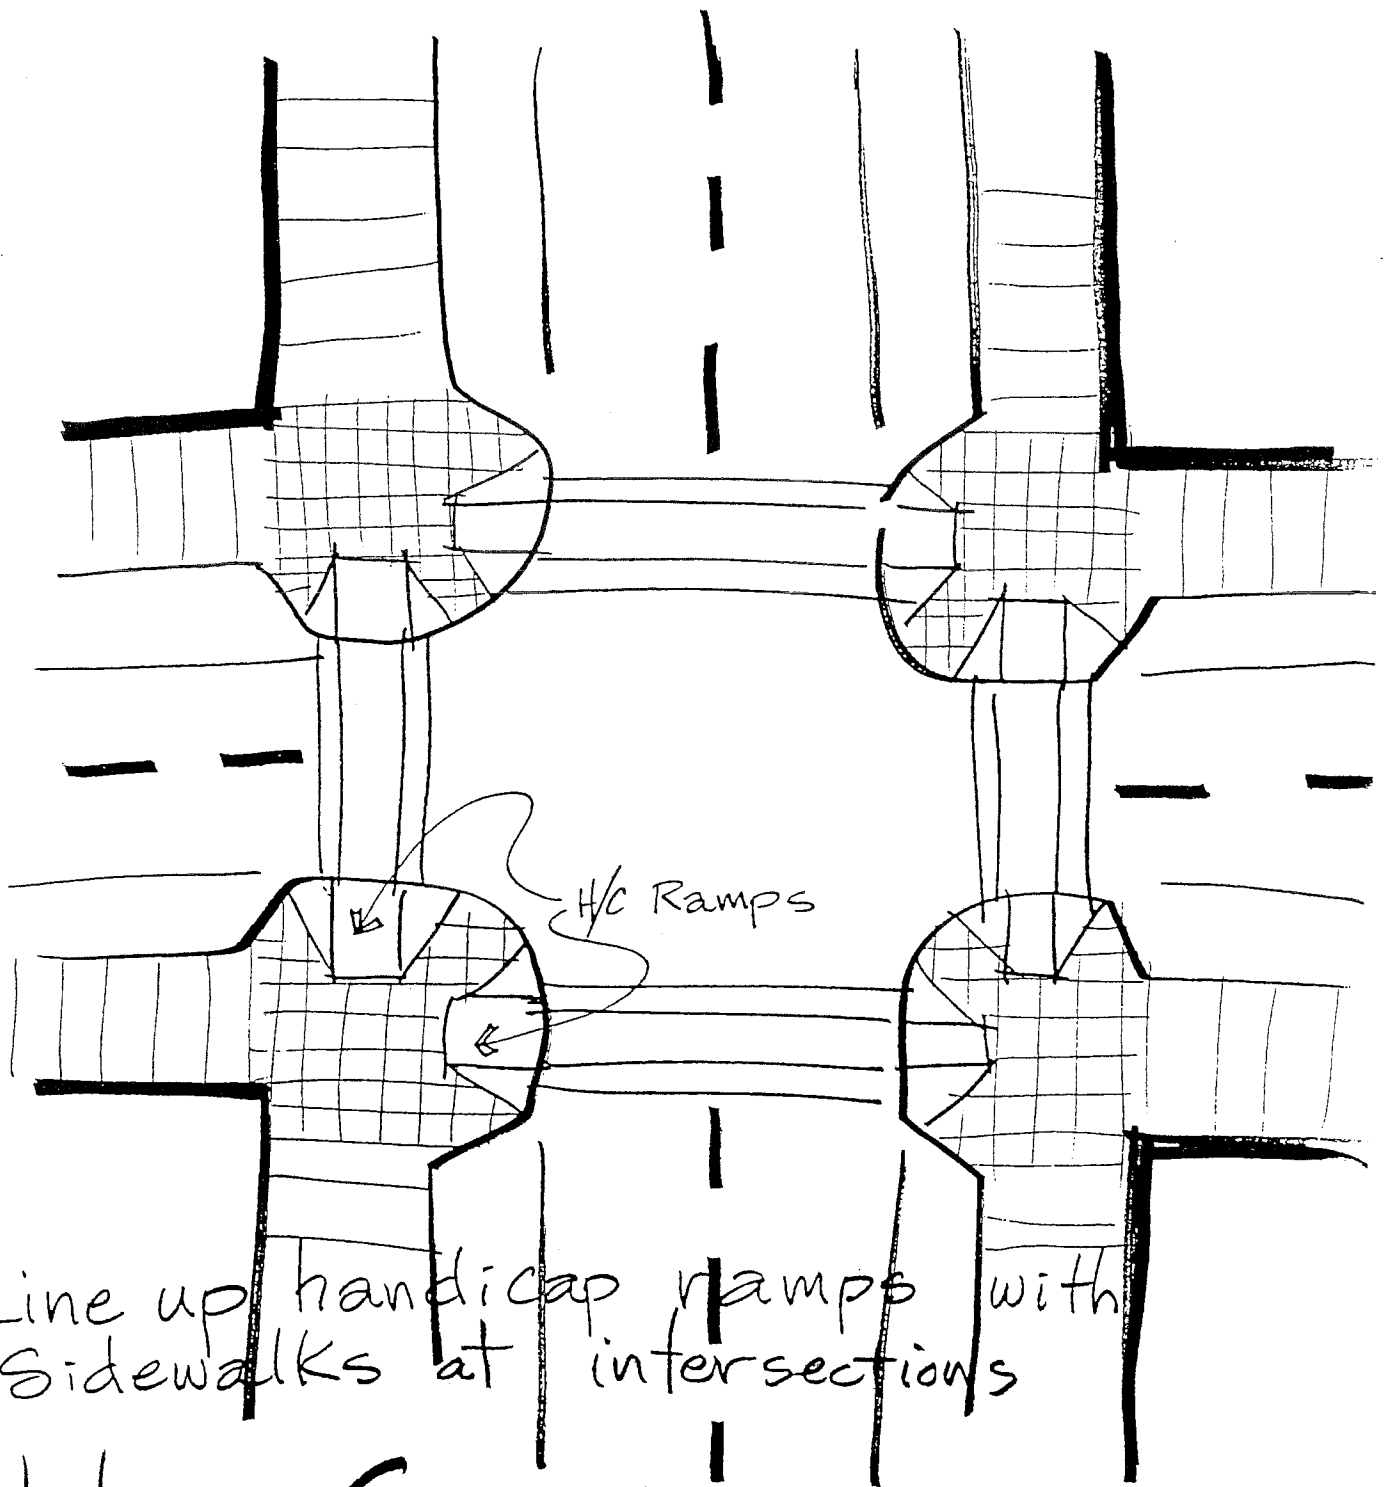 H/C Ramps
Line up handicap ramps with
Sidewalks at intersections